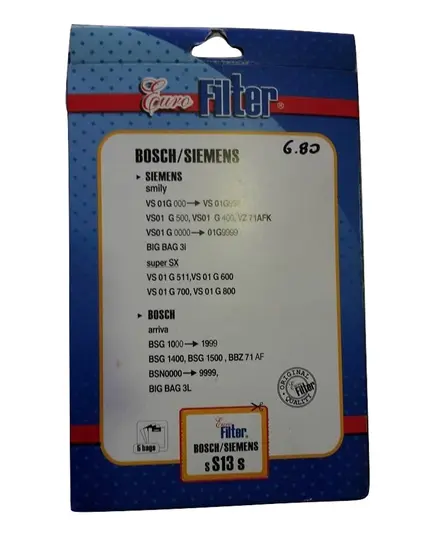 Euro Filter®
BOSCH/SIEMENS
6.80
▸ SIEMENS
smily
VS 01G 000→ VS 01G999
VS01 G 500, VS01 G 400, VZ 71AFK
VS01 G 0000→ 01G9999
BIG BAG 3l
super SX
VS 01 G 511,VS 01 G 600
VS 01 G 700, VS 01 G 800
▸ BOSCH
arriva
BSG 1000→ 1999
BSG 1400, BSG 1500 , BBZ 71 AF
BSN0000→ 9999,
BIG BAG 3L
ORIGINAL
Filter
QUALITY
5 bags
Euro
Filter®
BOSCH/SIEMENS
s S13 s